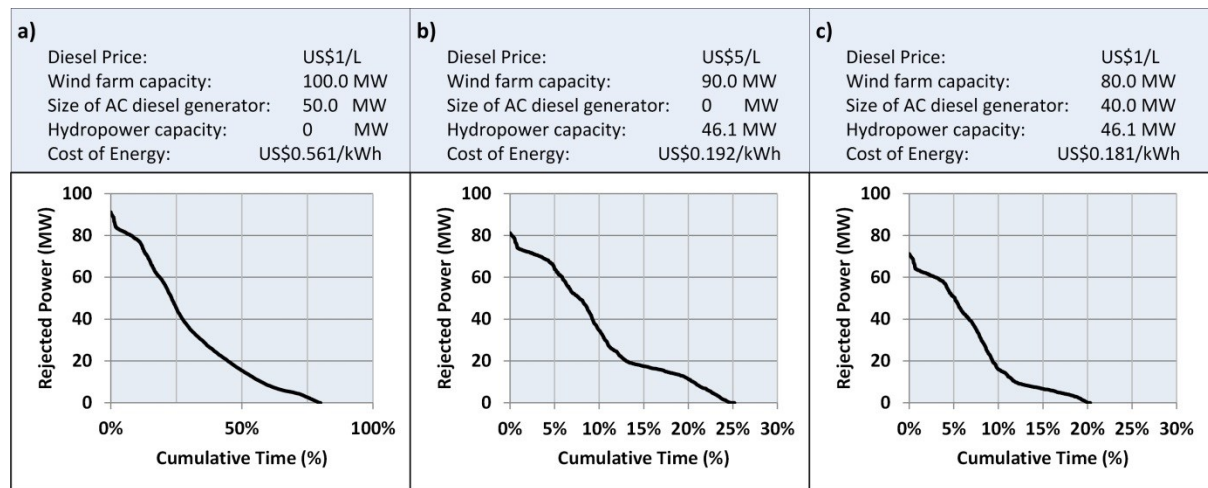 a)
Diesel Price: US$1/L
Wind farm capacity: 100.0 MW
Size of AC diesel generator: 50.0 MW
Hydropower capacity: 0 MW
Cost of Energy: US$0.561/kWh
100
80
60
40
20
0
Rejected Power (MW)
0% 50% 100%
Cumulative Time (%)
b)
Diesel Price: US$5/L
Wind farm capacity: 90.0 MW
Size of AC diesel generator: 0 MW
Hydropower capacity: 46.1 MW
Cost of Energy: US$0.192/kWh
100
80
60
40
20
0
Rejected Power (MW)
0% 5% 10% 15% 20% 25% 30%
Cumulative Time (%)
c)
Diesel Price: US$1/L
Wind farm capacity: 80.0 MW
Size of AC diesel generator: 40.0 MW
Hydropower capacity: 46.1 MW
Cost of Energy: US$0.181/kWh
100
80
60
40
20
0
Rejected Power (MW)
0% 5% 10% 15% 20% 25% 30%
Cumulative Time (%)